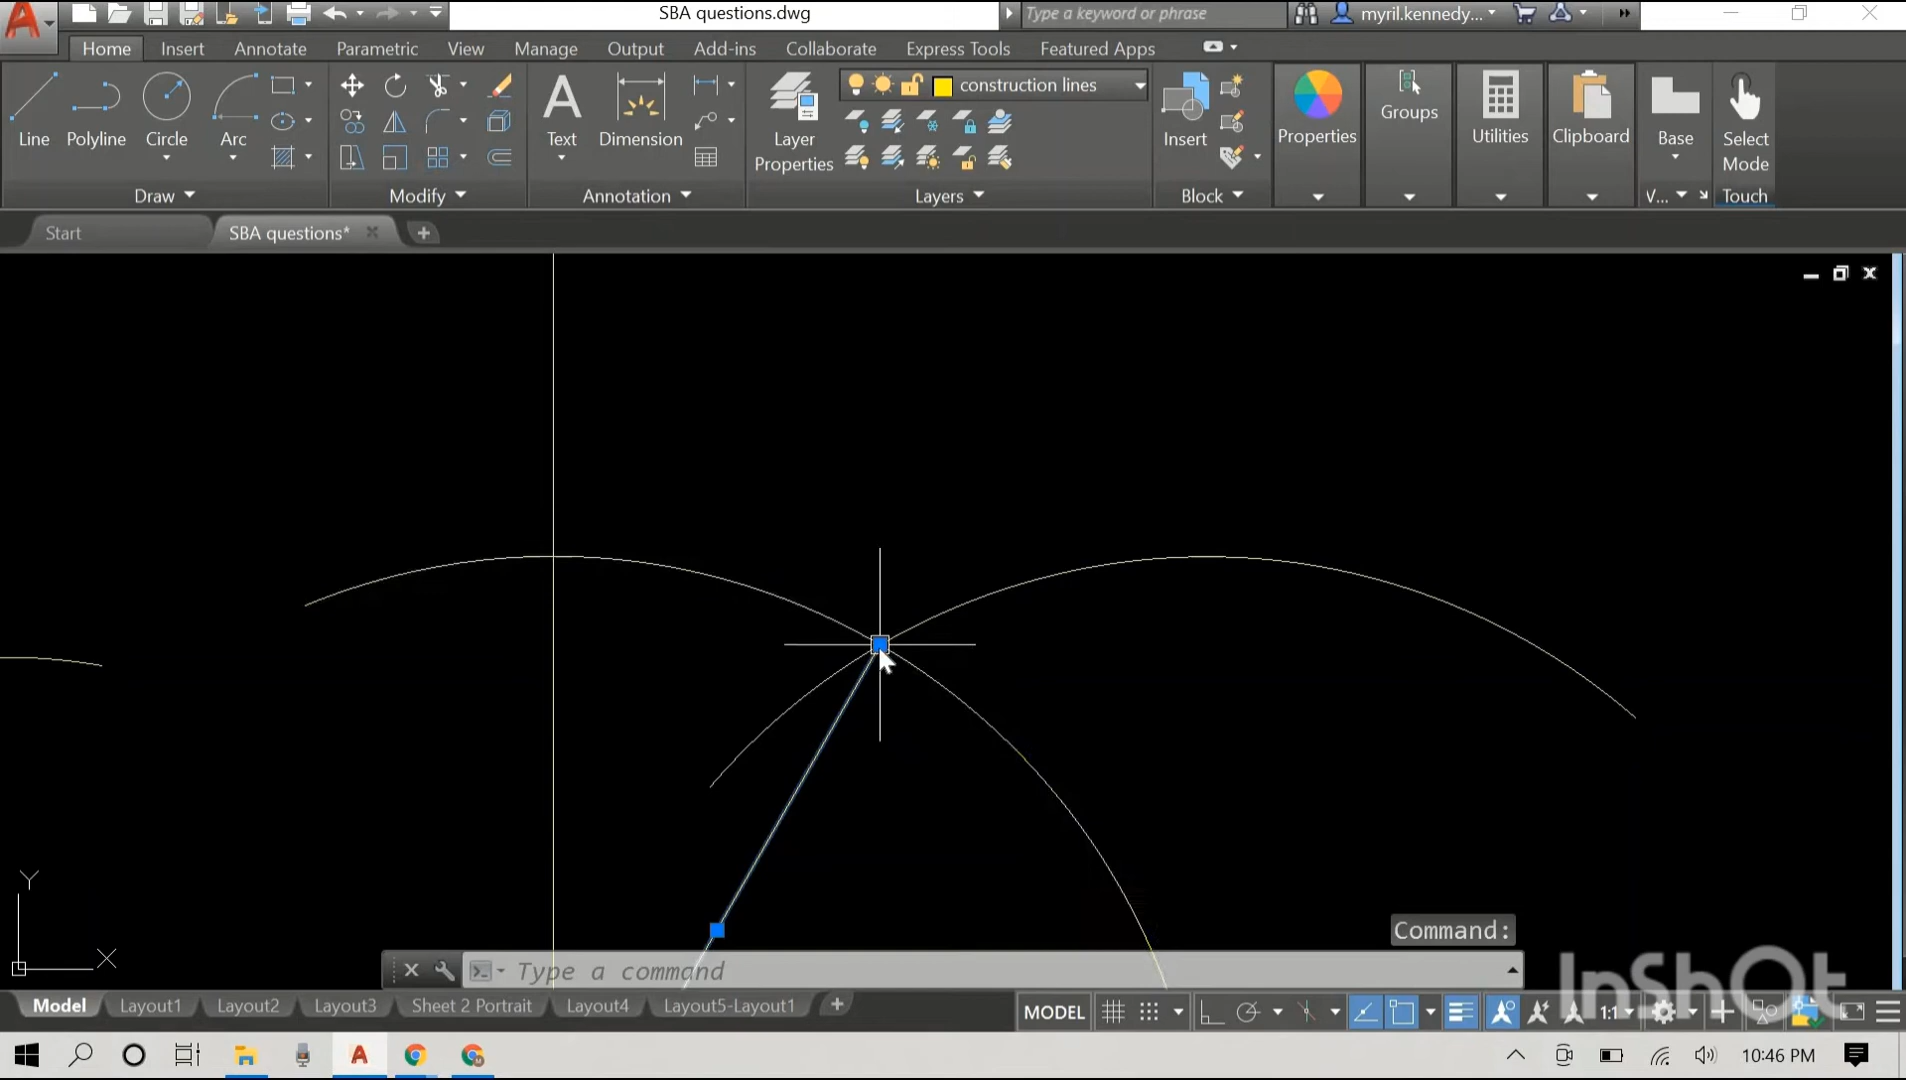 SBA questions.dwg
Type a keyword or phrase
myril.kennedy...
Home Insert Annotate Parametric View Manage Output Add-ins Collaborate Express Tools Featured Apps
Line Polyline Circle Arc
Text Dimension
Layer Properties
construction lines
Insert
Properties
Groups
Utilities
Clipboard
Base
Select Mode
Draw Modify Annotation Layers Block V... Touch
Start SBA questions*
Y
X
Command:
Type a command
InShOt
Model Layout1 Layout2 Layout3 Sheet 2 Portrait Layout4 Layout5-Layout1
MODEL 1:1
10:46 PM